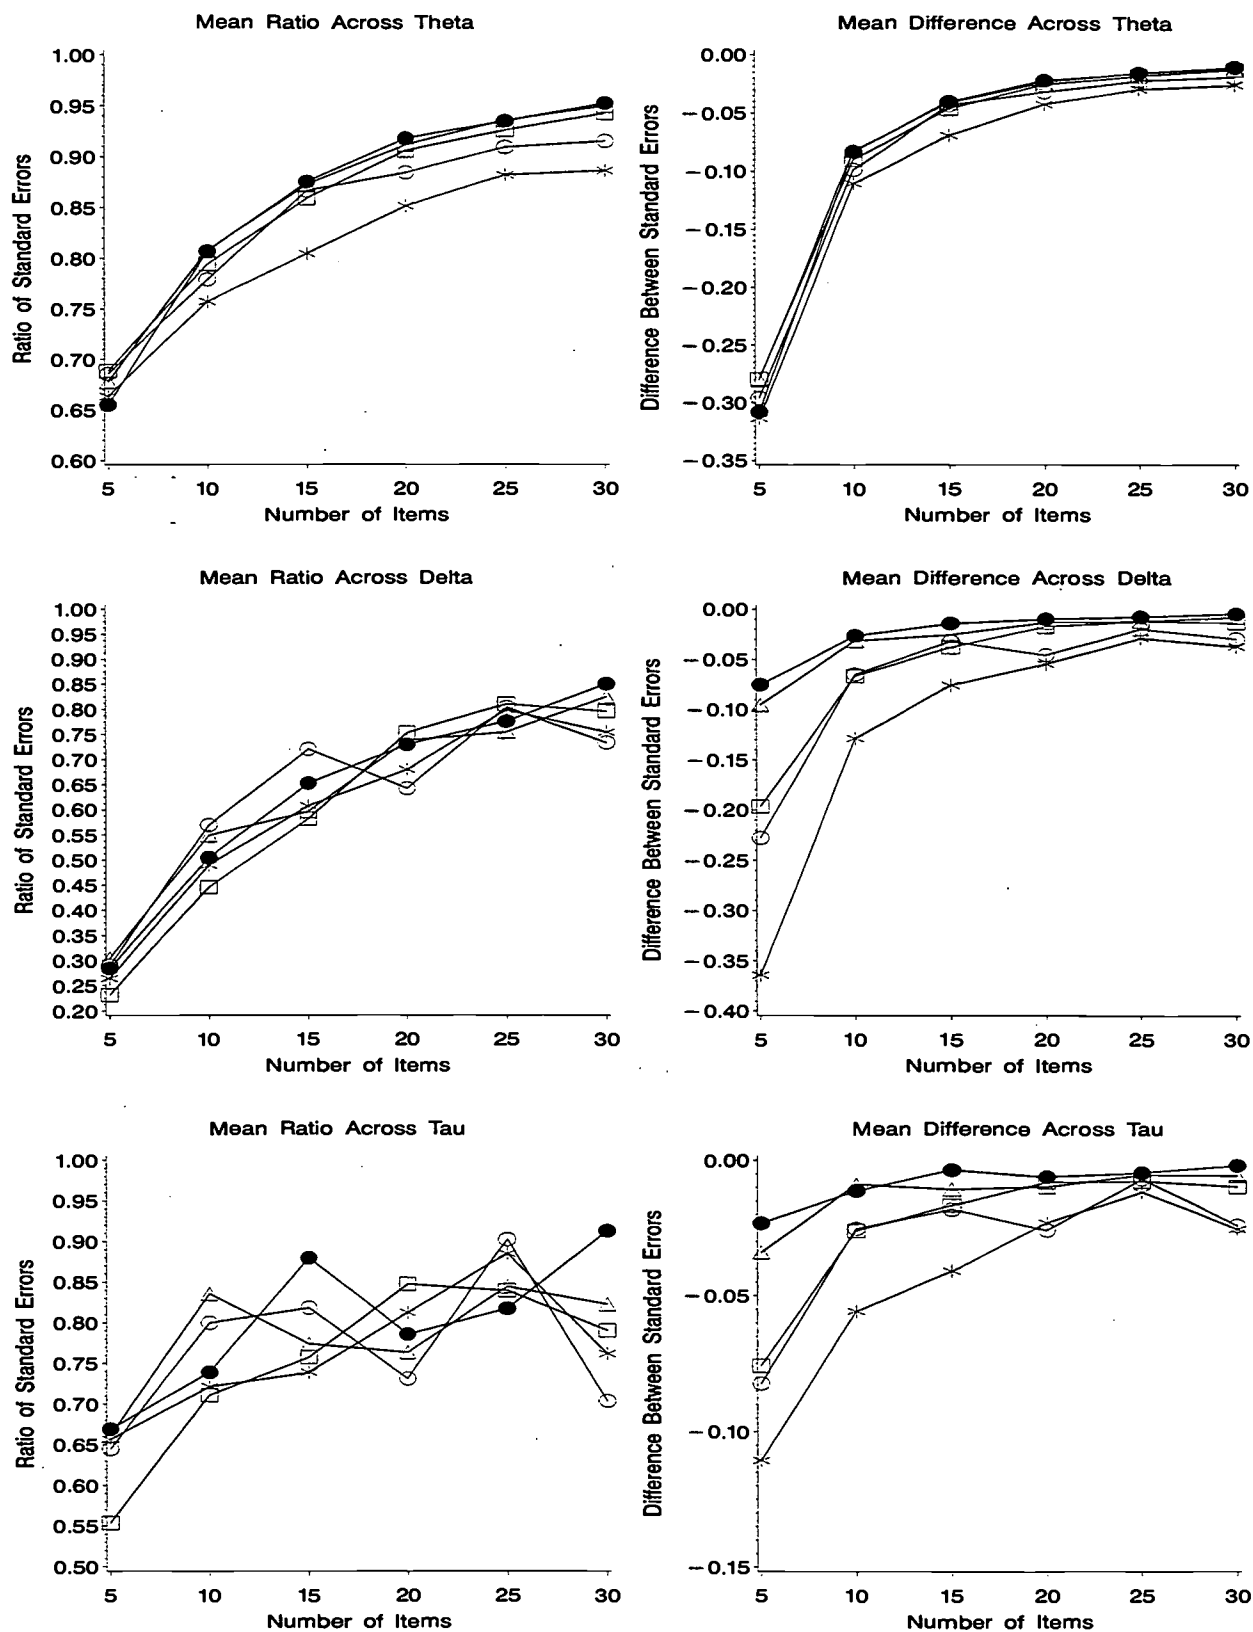 Mean Ratio Across Theta
Ratio of Standard Errors
1.00
0.95
0.90
0.85
0.80
0.75
0.70
0.65
0.60
5 10 15 20 25 30
Number of Items
Mean Difference Across Theta
Difference Between Standard Errors
0.00
−0.05
−0.10
−0.15
−0.20
−0.25
−0.30
−0.35
5 10 15 20 25 30
Number of Items
Mean Ratio Across Delta
Ratio of Standard Errors
1.00
0.95
0.90
0.85
0.80
0.75
0.70
0.65
0.60
0.55
0.50
0.45
0.40
0.35
0.30
0.25
0.20
5 10 15 20 25 30
Number of Items
Mean Difference Across Delta
Difference Between Standard Errors
0.00
−0.05
−0.10
−0.15
−0.20
−0.25
−0.30
−0.35
−0.40
5 10 15 20 25 30
Number of Items
Mean Ratio Across Tau
Ratio of Standard Errors
1.00
0.95
0.90
0.85
0.80
0.75
0.70
0.65
0.60
0.55
0.50
5 10 15 20 25 30
Number of Items
Mean Difference Across Tau
Difference Between Standard Errors
0.00
−0.05
−0.10
−0.15
5 10 15 20 25 30
Number of Items